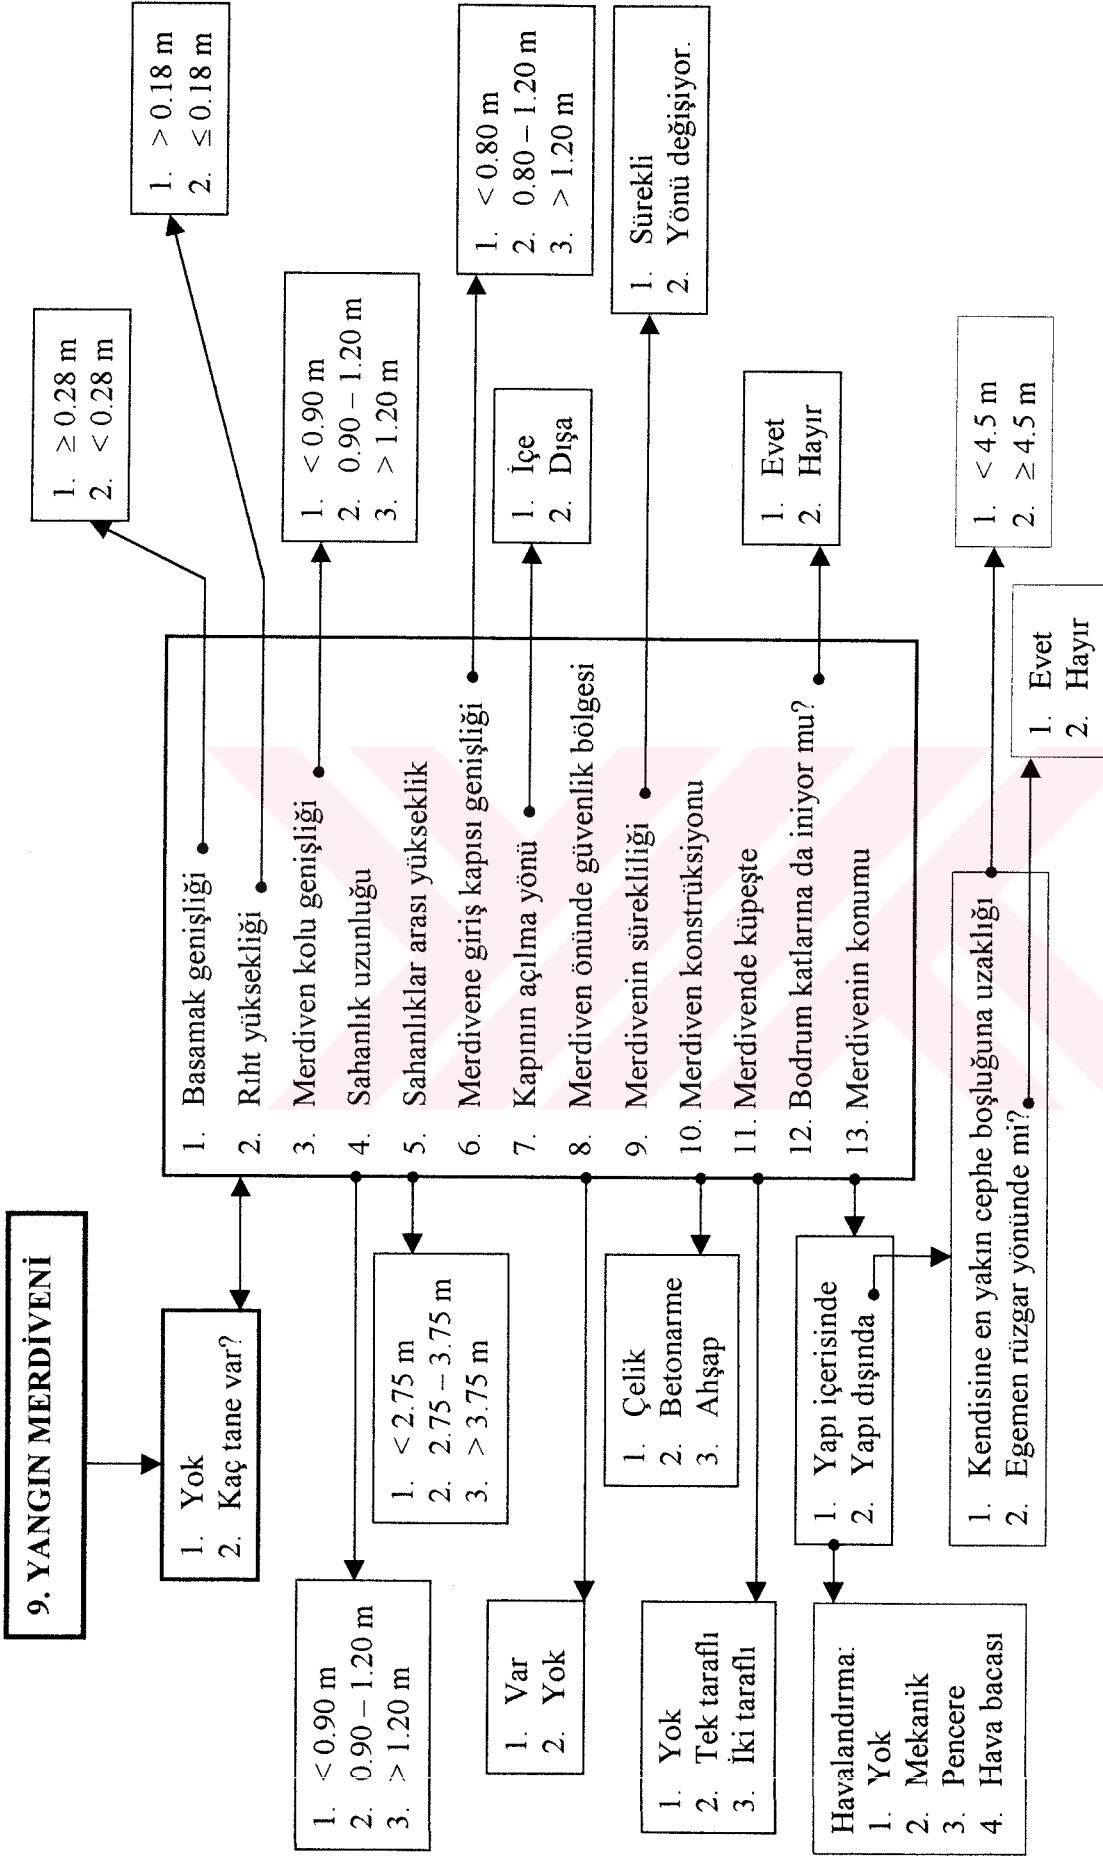 9. YANGIN MERDİVENİ
1. Yok
2. Kaç tane var?
1. Basamak genişliği
2. Rıht yüksekliği
3. Merdiven kolu genişliği
4. Sahanlık uzunluğu
5. Sahanlıklar arası yükseklik
6. Merdivene giriş kapısı genişliği
7. Kapının açılma yönü
8. Merdiven önünde güvenlik bölgesi
9. Merdivenin sürekliliği
10. Merdiven konstrüksiyonu
11. Merdivende küpeşte
12. Bodrum katlarına da iniyor mu?
13. Merdivenin konumu
1. ≥ 0.28 m
2. < 0.28 m
1. > 0.18 m
2. ≤ 0.18 m
1. < 0.90 m
2. 0.90 – 1.20 m
3. > 1.20 m
1. < 0.80 m
2. 0.80 – 1.20 m
3. > 1.20 m
1. İçe
2. Dışa
1. Sürekli
2. Yönü değişiyor.
1. Evet
2. Hayır
1. < 0.90 m
2. 0.90 – 1.20 m
3. > 1.20 m
1. < 2.75 m
2. 2.75 – 3.75 m
3. > 3.75 m
1. Var
2. Yok
1. Çelik
2. Betonarme
3. Ahşap
1. Yok
2. Tek taraflı
3. İki taraflı
1. Yapı içerisinde
2. Yapı dışında
Havalandırma:
1. Yok
2. Mekanik
3. Pencere
4. Hava bacası
1. Kendisine en yakın cephe boşluğuna uzaklığı
2. Egemen rüzgar yönünde mi?
1. < 4.5 m
2. ≥ 4.5 m
1. Evet
2. Hayır